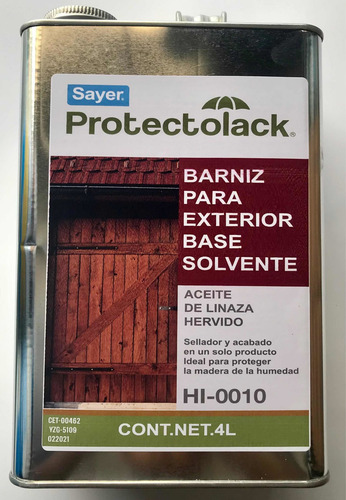 Sayer®
Protectolack®
BARNIZ
PARA
EXTERIOR
BASE
SOLVENTE
ACEITE
DE LINAZA
HERVIDO
Sellador y acabado
en un solo producto
Ideal para proteger
la madera de la humedad
HI-0010
CET-00462
YZG-5109
022021
CONT.NET.4L